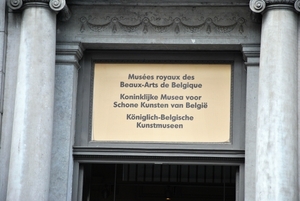 Musées royaux des
Beaux-Arts de Belgique
Koninklijke Musea voor
Schone Kunsten van België
Königlich-Belgische
Kunstmuseen